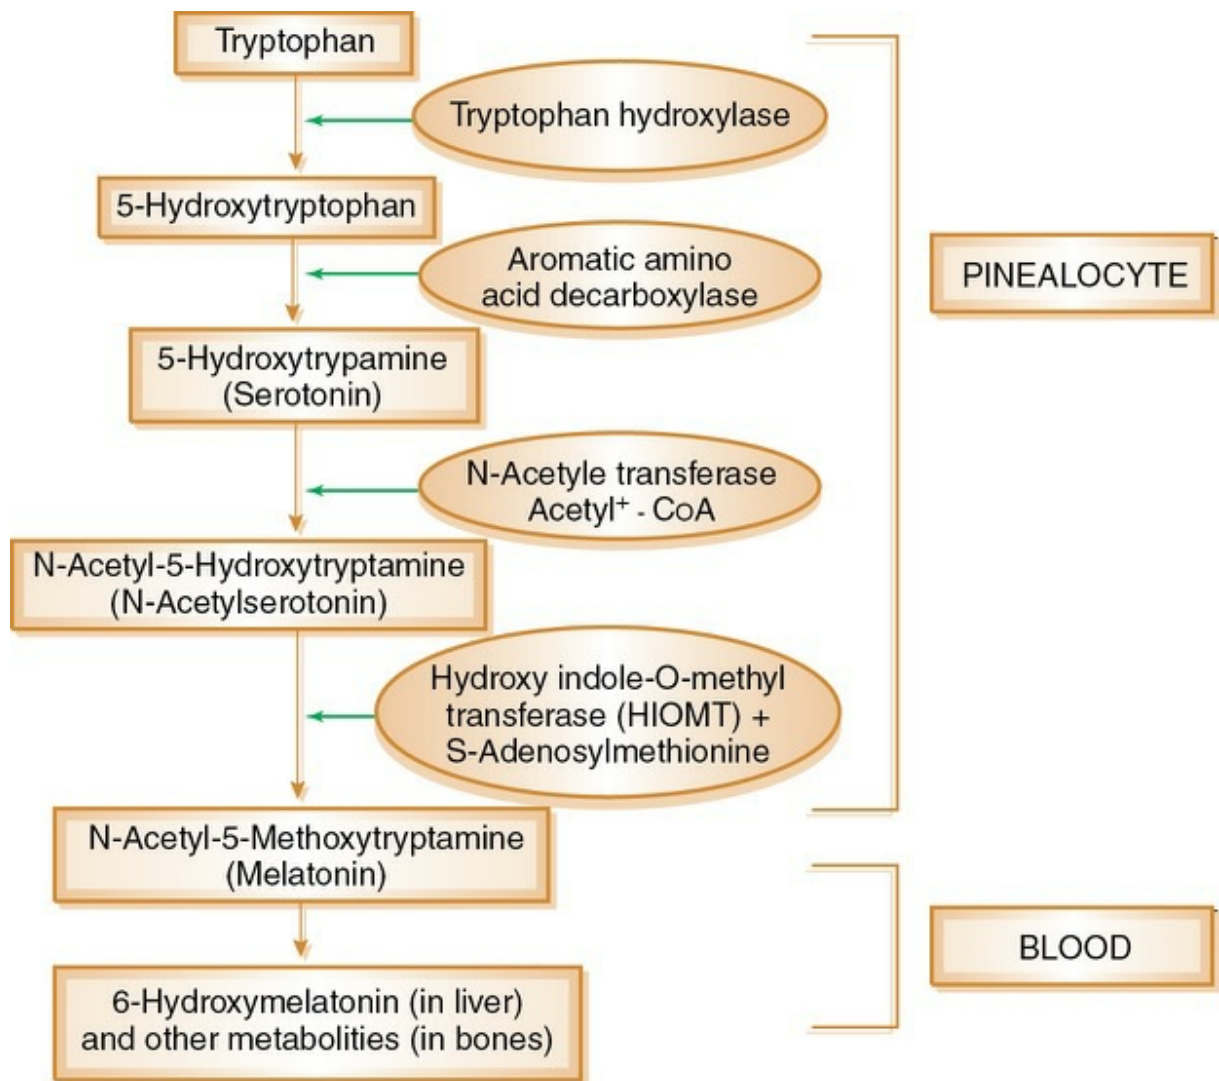 Tryptophan
Tryptophan hydroxylase
5-Hydroxytryptophan
Aromatic amino
acid decarboxylase
PINEALOCYTE
5-Hydroxytrypamine
(Serotonin)
N-Acetyle transferase
Acetyl⁺ - CoA
N-Acetyl-5-Hydroxytryptamine
(N-Acetylserotonin)
Hydroxy indole-O-methyl
transferase (HIOMT) +
S-Adenosylmethionine
N-Acetyl-5-Methoxytryptamine
(Melatonin)
BLOOD
6-Hydroxymelatonin (in liver)
and other metabolities (in bones)